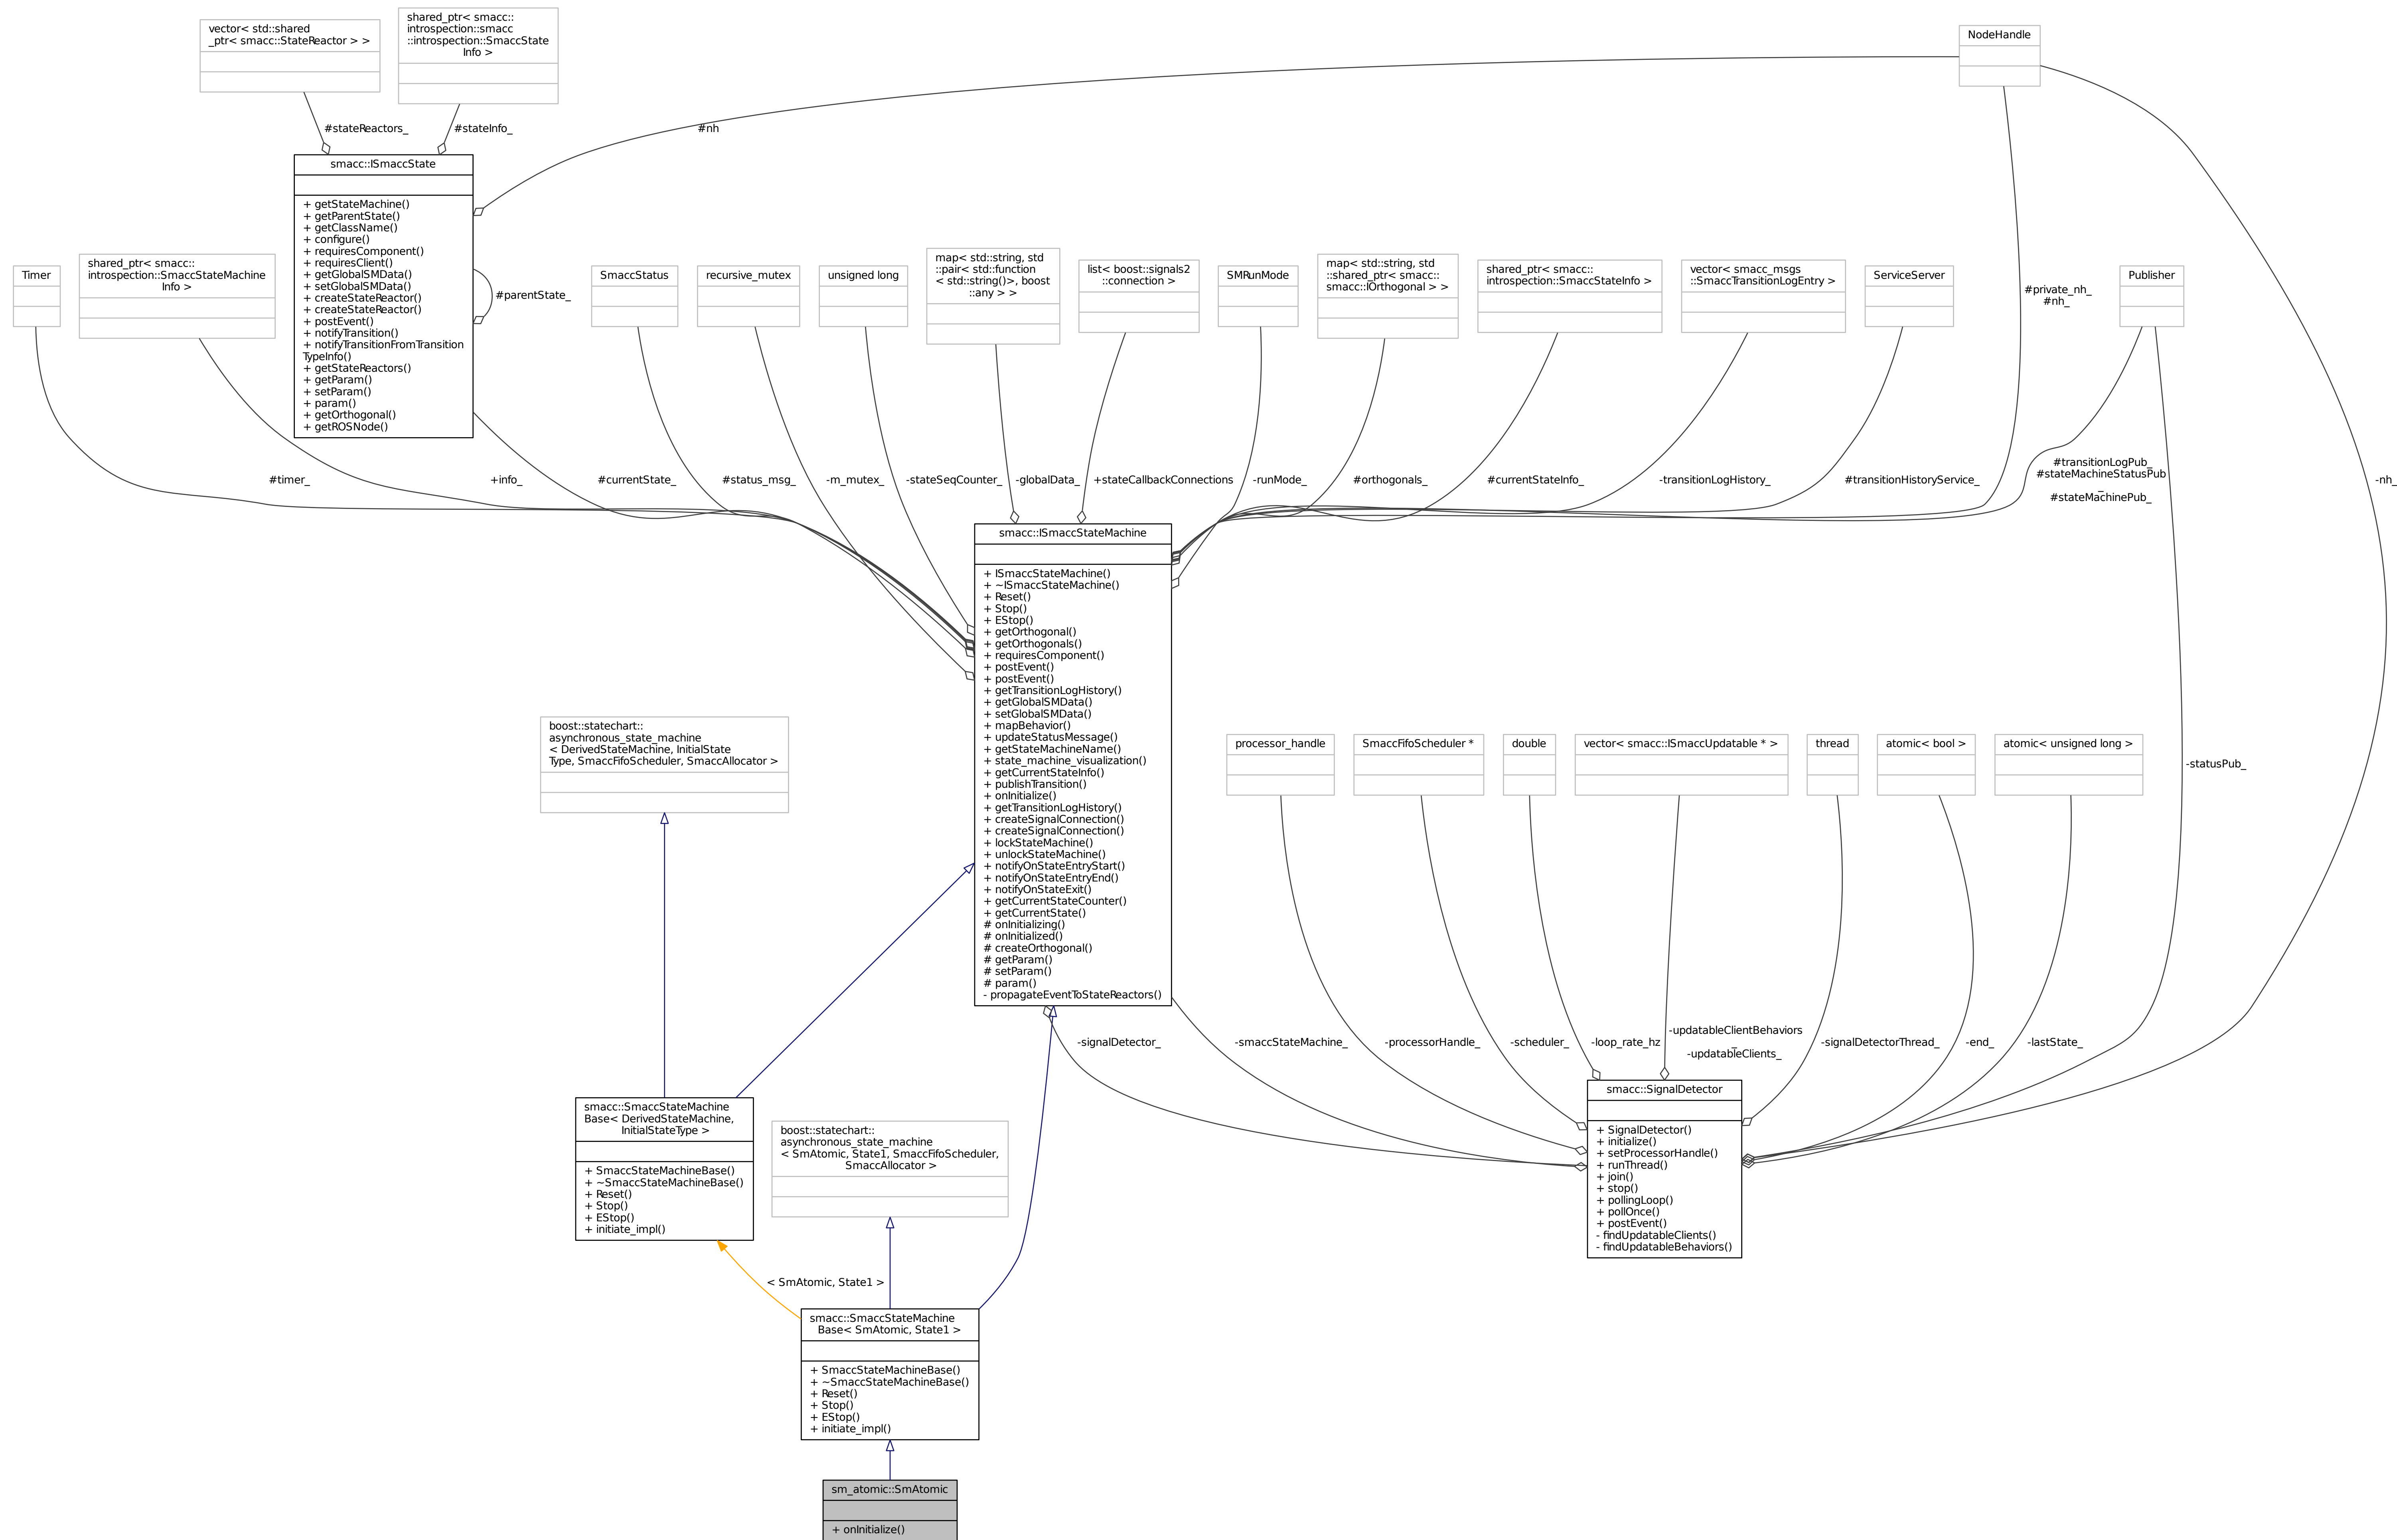 vector< std::shared
_ptr< smacc::StateReactor > >
shared_ptr< smacc::
introspection::smacc
::introspection::SmaccState
Info >
NodeHandle
#stateReactors_
#stateInfo_
#nh
smacc::ISmaccState
+ getStateMachine()
+ getParentState()
+ getClassName()
+ configure()
+ requiresComponent()
+ requiresClient()
+ getGlobalSMData()
+ setGlobalSMData()
+ createStateReactor()
+ createStateReactor()
+ postEvent()
+ notifyTransition()
+ notifyTransitionFromTransition
TypeInfo()
+ getStateReactors()
+ getParam()
+ setParam()
+ param()
+ getOrthogonal()
+ getROSNode()
#parentState_
Timer
shared_ptr< smacc::
introspection::SmaccStateMachine
Info >
SmaccStatus
recursive_mutex
unsigned long
map< std::string, std
::pair< std::function
< std::string()>, boost
::any > >
list< boost::signals2
::connection >
SMRunMode
map< std::string, std
::shared_ptr< smacc::
smacc::IOrthogonal > >
shared_ptr< smacc::
introspection::SmaccStateInfo >
vector< smacc_msgs
::SmaccTransitionLogEntry >
ServiceServer
#private_nh_
#nh_
Publisher
#timer_
+info_
#currentState_
#status_msg_
-m_mutex_
-stateSeqCounter_
-globalData_
+stateCallbackConnections
-runMode_
#orthogonals_
#currentStateInfo_
-transitionLogHistory_
#transitionHistoryService_
#transitionLogPub_
#stateMachineStatusPub
_
#stateMachinePub_
-nh_
smacc::ISmaccStateMachine
+ ISmaccStateMachine()
+ ~ISmaccStateMachine()
+ Reset()
+ Stop()
+ EStop()
+ getOrthogonal()
+ getOrthogonals()
+ requiresComponent()
+ postEvent()
+ postEvent()
+ getTransitionLogHistory()
+ getGlobalSMData()
+ setGlobalSMData()
+ mapBehavior()
+ updateStatusMessage()
+ getStateMachineName()
+ state_machine_visualization()
+ getCurrentStateInfo()
+ publishTransition()
+ onInitialize()
+ getTransitionLogHistory()
+ createSignalConnection()
+ createSignalConnection()
+ lockStateMachine()
+ unlockStateMachine()
+ notifyOnStateEntryStart()
+ notifyOnStateEntryEnd()
+ notifyOnStateExit()
+ getCurrentStateCounter()
+ getCurrentState()
# onInitializing()
# onInitialized()
# createOrthogonal()
# getParam()
# setParam()
# param()
- propagateEventToStateReactors()
boost::statechart::
asynchronous_state_machine
< DerivedStateMachine, InitialState
Type, SmaccFifoScheduler, SmaccAllocator >
processor_handle
SmaccFifoScheduler *
double
vector< smacc::ISmaccUpdatable * >
thread
atomic< bool >
atomic< unsigned long >
-statusPub_
-signalDetector_
-smaccStateMachine_
-processorHandle_
-scheduler_
-loop_rate_hz
-updatableClientBehaviors
_
-updatableClients_
-signalDetectorThread_
-end_
-lastState_
smacc::SignalDetector
+ SignalDetector()
+ initialize()
+ setProcessorHandle()
+ runThread()
+ join()
+ stop()
+ pollingLoop()
+ pollOnce()
+ postEvent()
- findUpdatableClients()
- findUpdatableBehaviors()
smacc::SmaccStateMachine
Base< DerivedStateMachine,
InitialStateType >
+ SmaccStateMachineBase()
+ ~SmaccStateMachineBase()
+ Reset()
+ Stop()
+ EStop()
+ initiate_impl()
boost::statechart::
asynchronous_state_machine
< SmAtomic, State1, SmaccFifoScheduler,
SmaccAllocator >
< SmAtomic, State1 >
smacc::SmaccStateMachine
Base< SmAtomic, State1 >
+ SmaccStateMachineBase()
+ ~SmaccStateMachineBase()
+ Reset()
+ Stop()
+ EStop()
+ initiate_impl()
sm_atomic::SmAtomic
+ onInitialize()